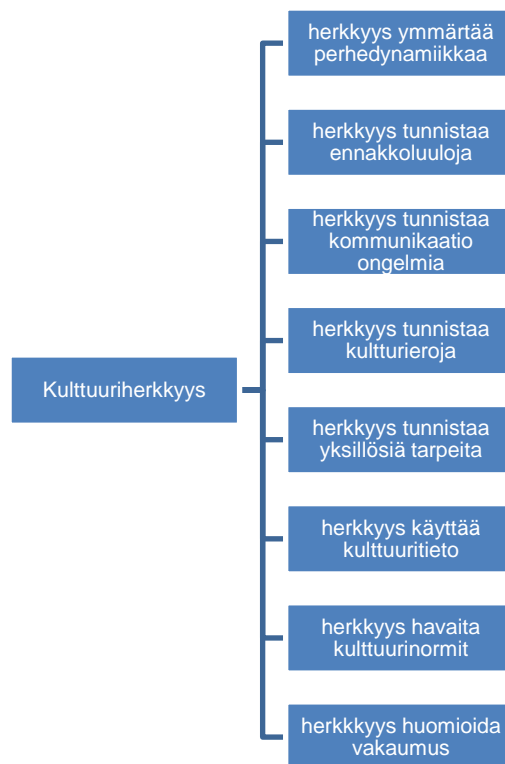 herkkyys ymmärtää
perhedynamiikkaa
herkkyys tunnistaa
ennakkoluuloja
herkkyys tunnistaa
kommunikaatio
ongelmia
herkkyys tunnistaa
kultturieroja
Kulttuuriherkkyys
herkkyys tunnistaa
yksillösiä tarpeita
herkkyys käyttää
kulttuuritieto
herkkyys havaita
kulttuurinormit
herkkkyys huomioida
vakaumus